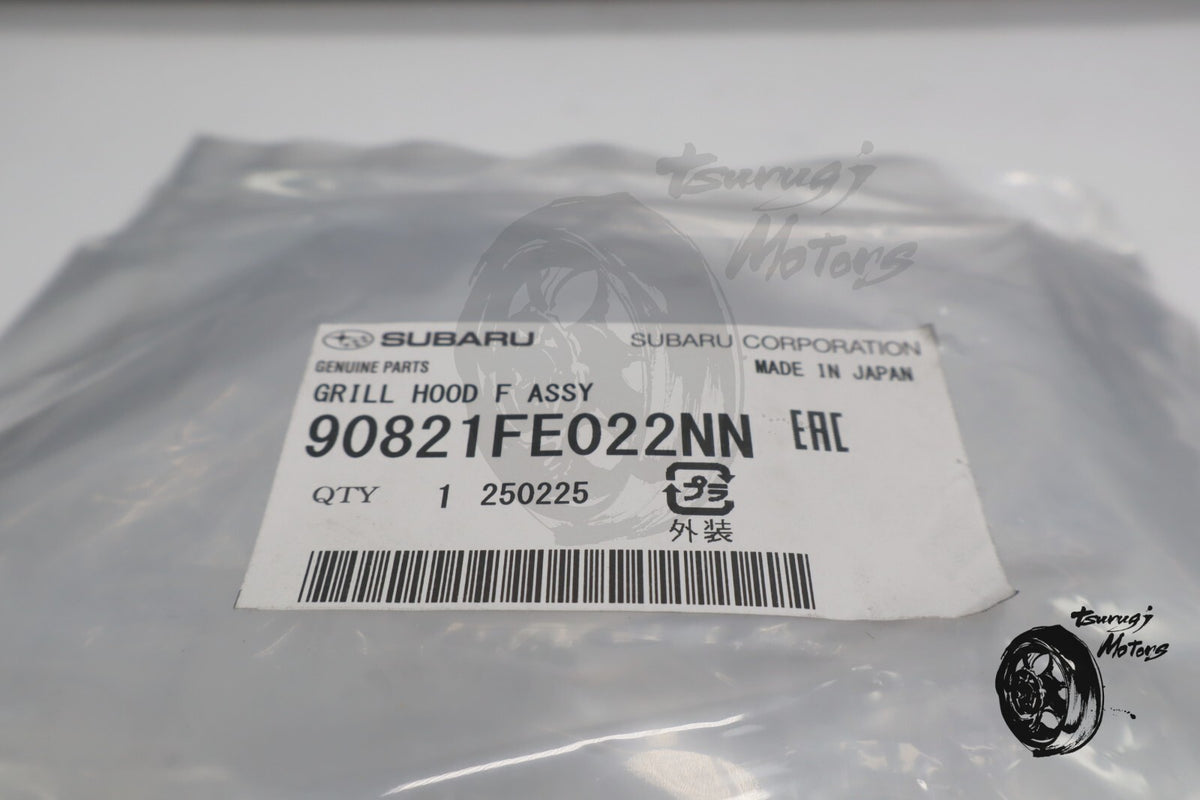 tsurugi
Motors
SUBARU SUBARU CORPORATION
GENUINE PARTS MADE IN JAPAN
GRILL HOOD F ASSY
90821FE022NN EAC
QTY 1 250225 プラ
外装
tsurugi
Motors